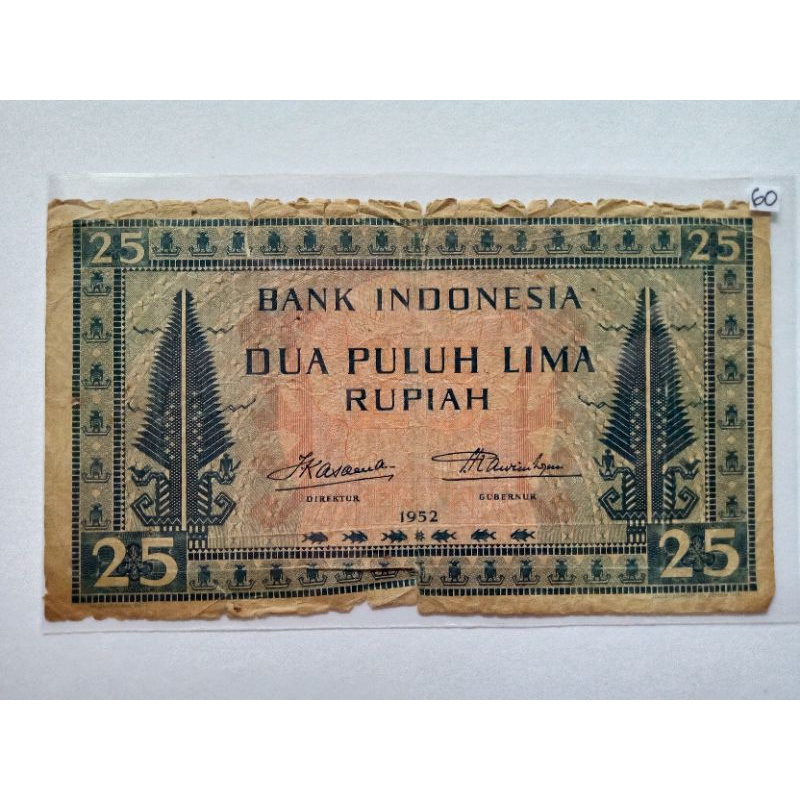 60
25 25
BANK INDONESIA
DUA PULUH LIMA
RUPIAH
DIREKTUR GUBERNUR
1952
25 25